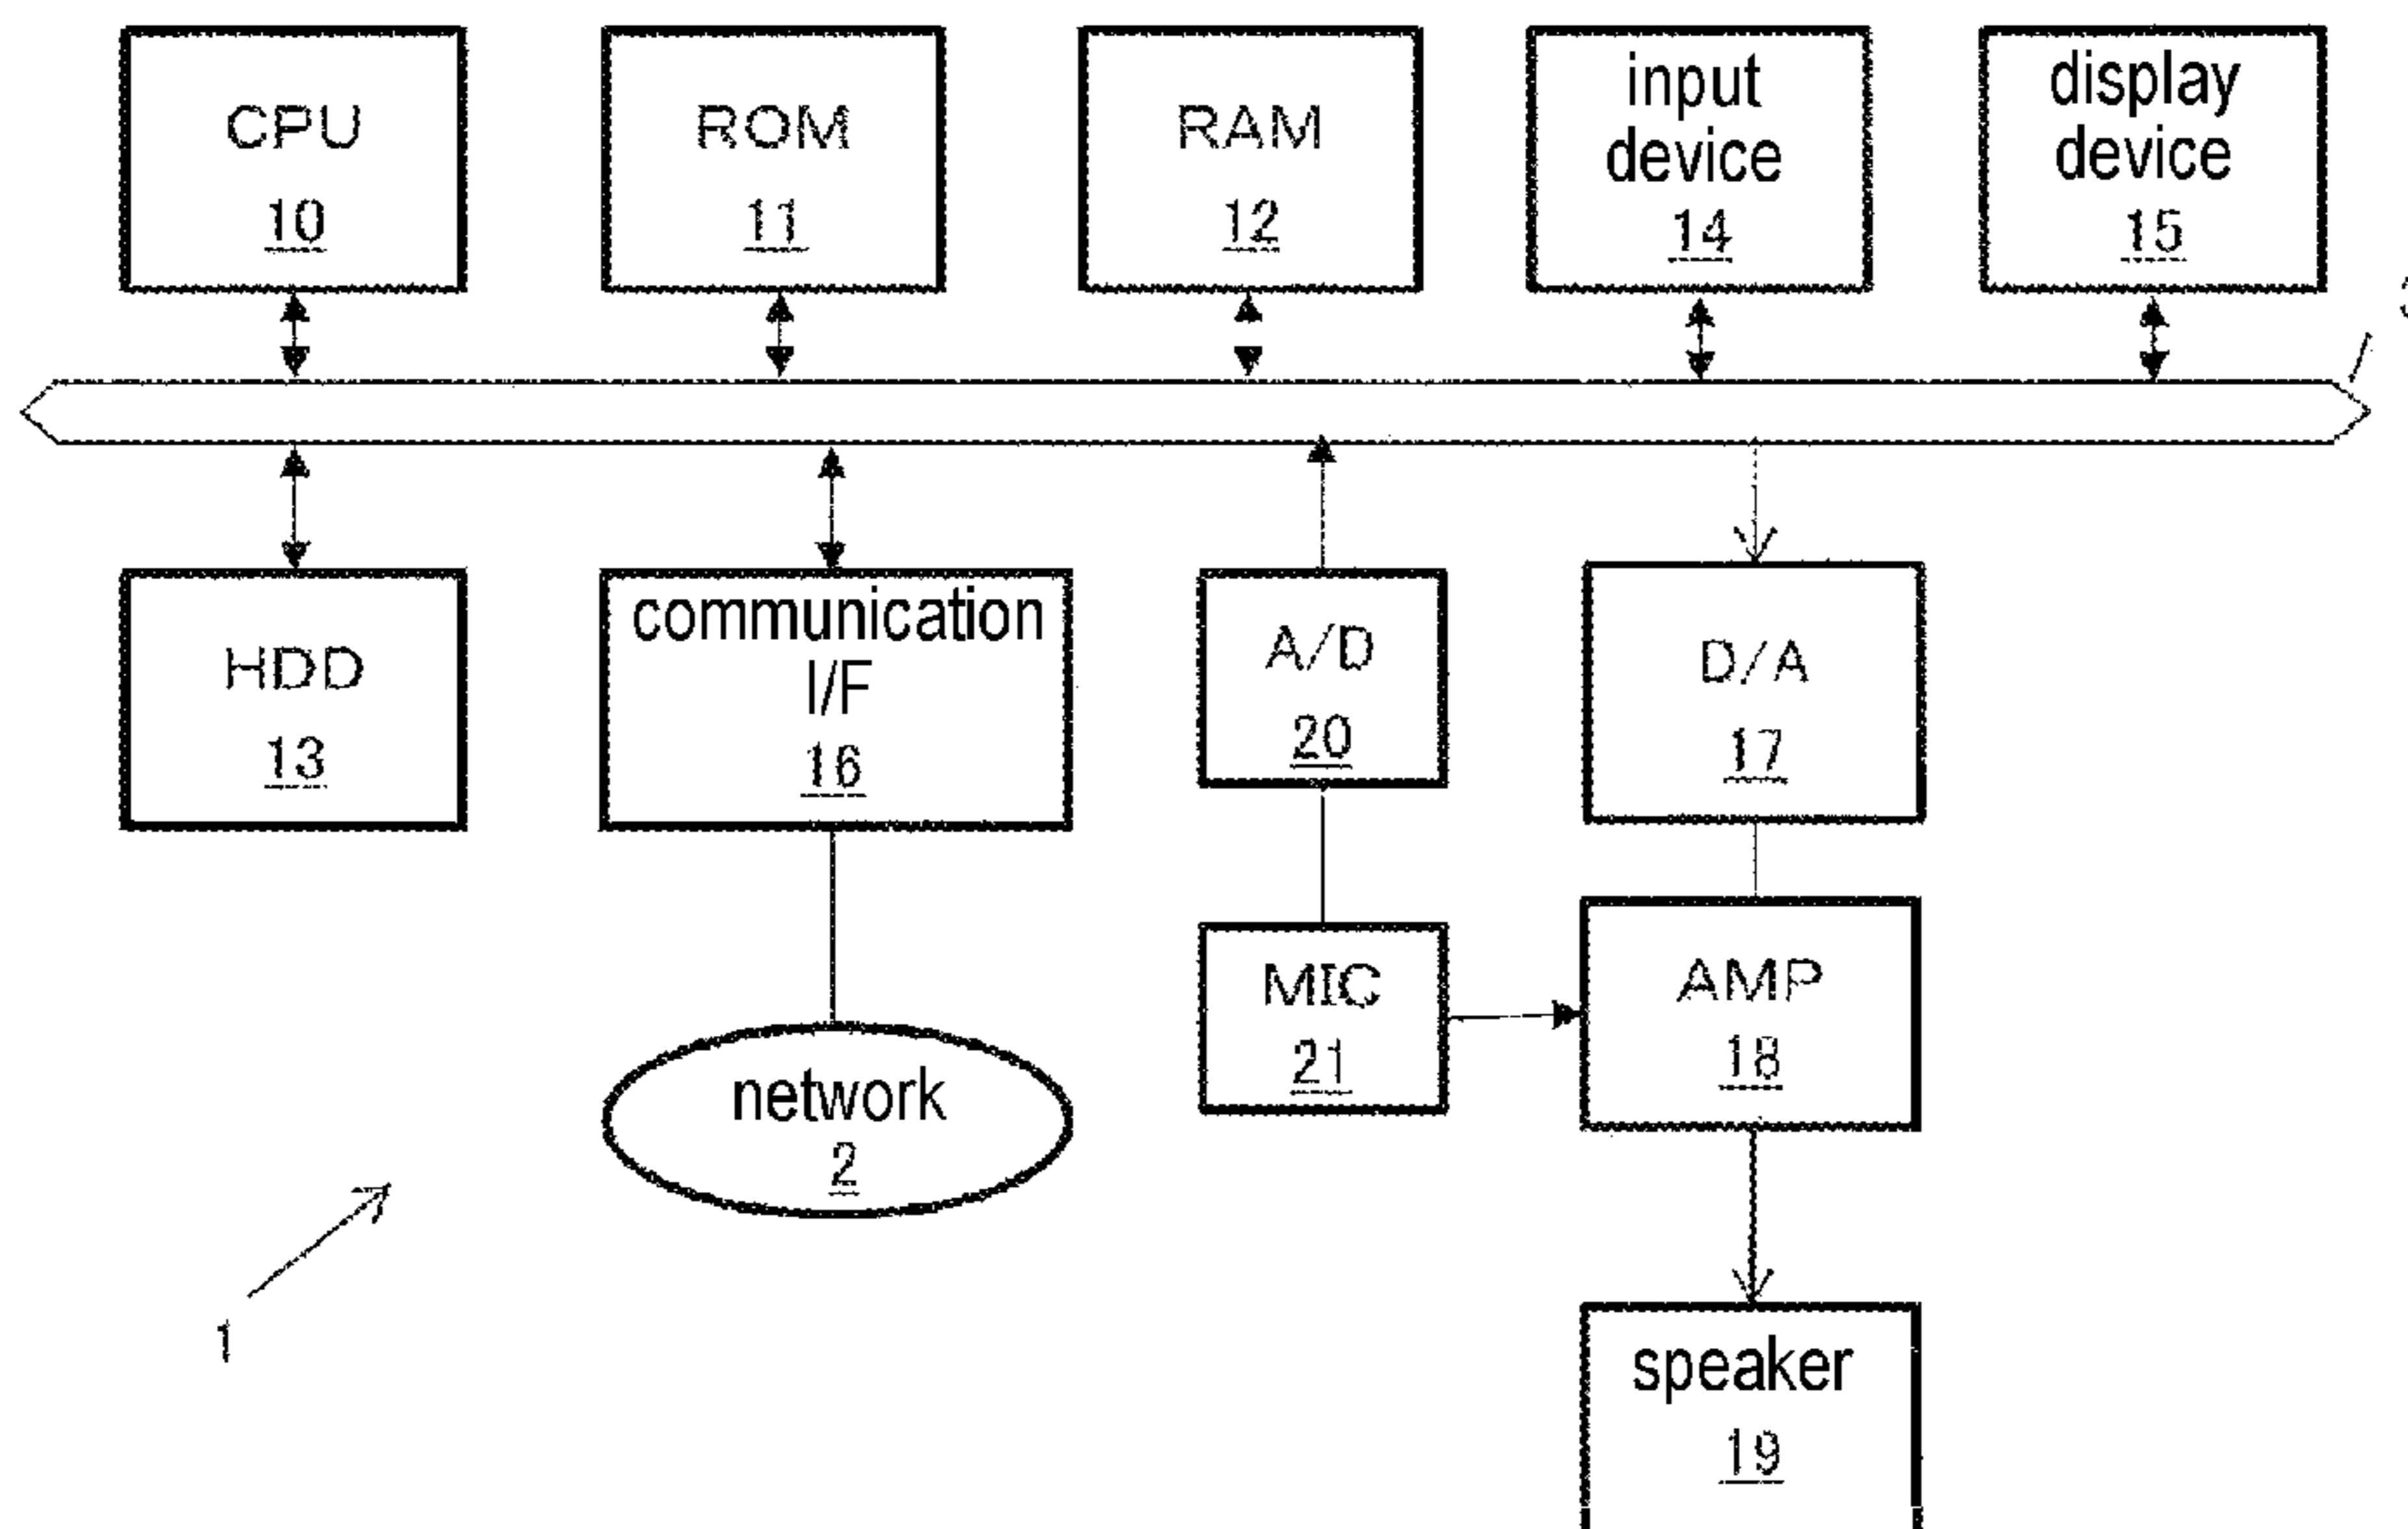 CPU
10
ROM
11
RAM
12
input
device
14
display
device
15
HDD
13
communication
I/F
16
A/D
20
D/A
17
MIC
21
AMP
18
network
2
1
speaker
19